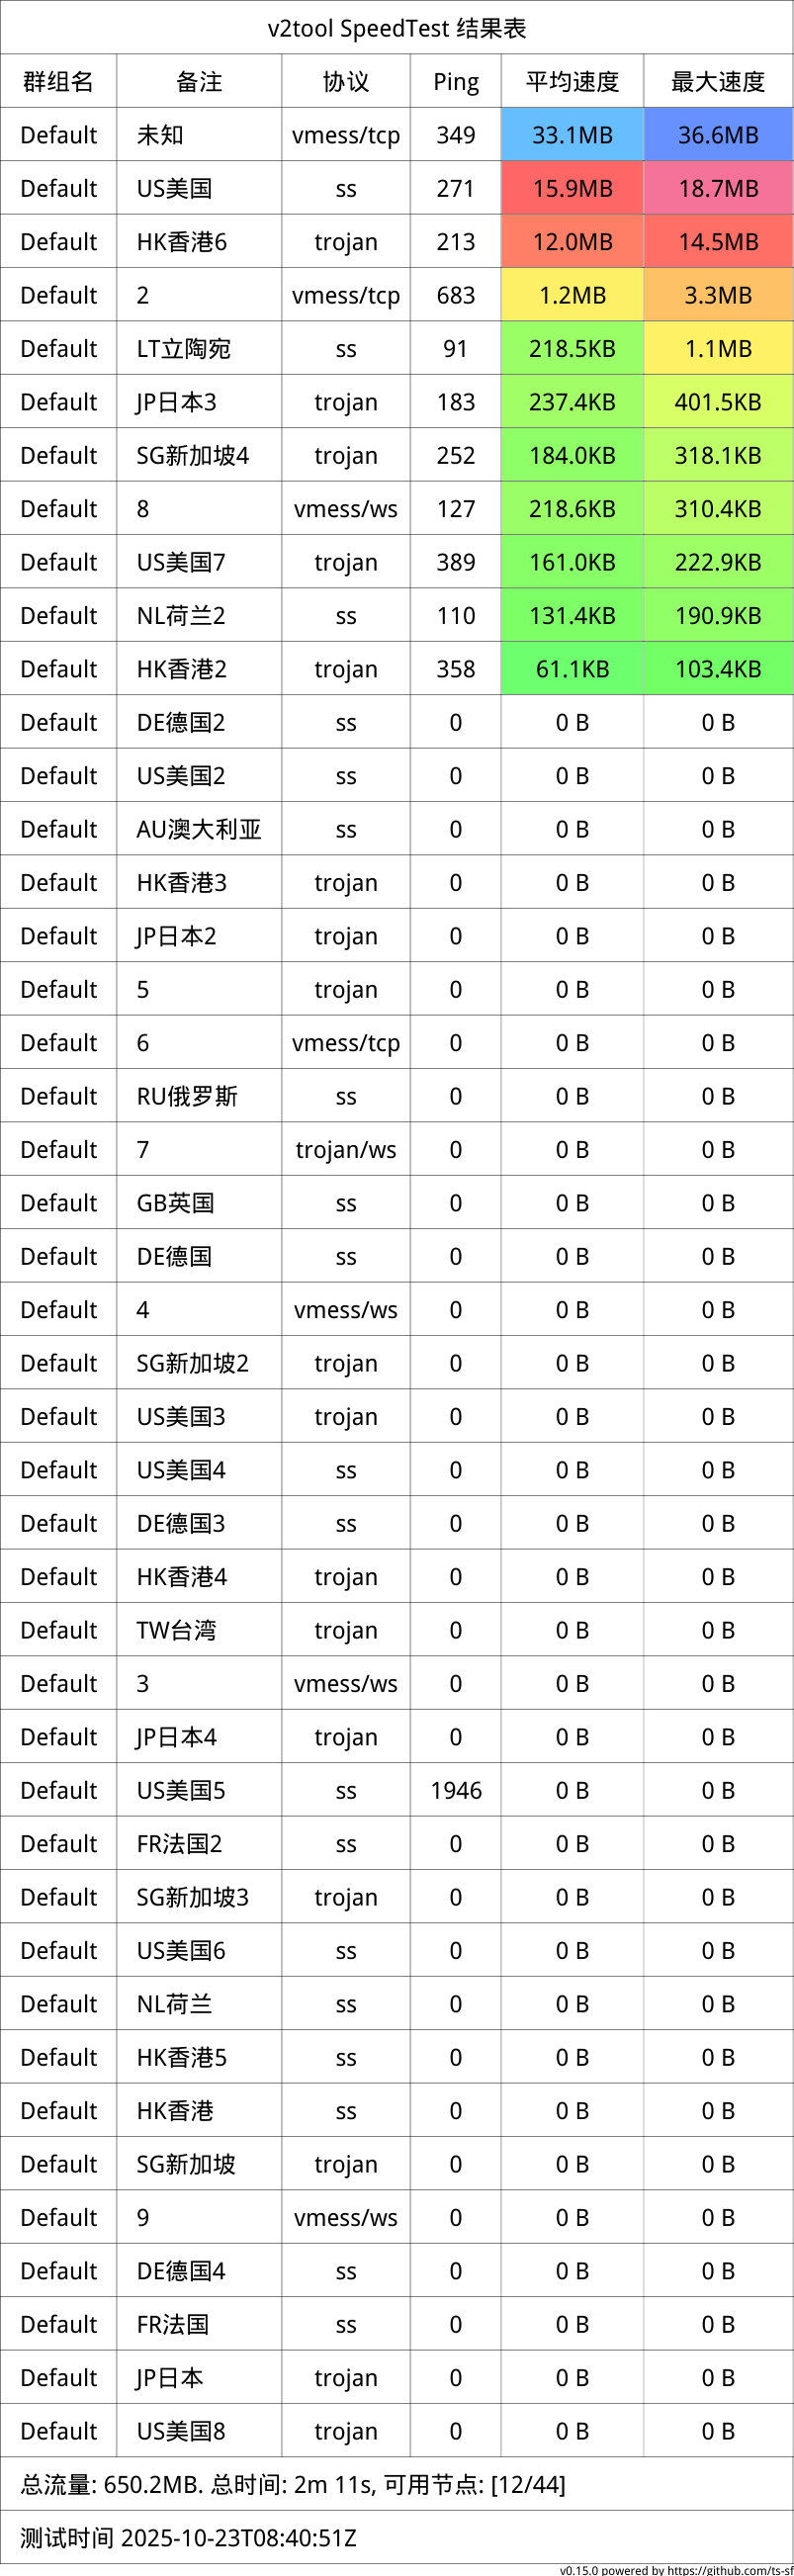 v2tool SpeedTest 结果表
群组名 备注 协议 Ping 平均速度 最大速度
Default 未知 vmess/tcp 349 33.1MB 36.6MB
Default US美国 ss 271 15.9MB 18.7MB
Default HK香港6 trojan 213 12.0MB 14.5MB
Default 2 vmess/tcp 683 1.2MB 3.3MB
Default LT立陶宛 ss 91 218.5KB 1.1MB
Default JP日本3 trojan 183 237.4KB 401.5KB
Default SG新加坡4 trojan 252 184.0KB 318.1KB
Default 8 vmess/ws 127 218.6KB 310.4KB
Default US美国7 trojan 389 161.0KB 222.9KB
Default NL荷兰2 ss 110 131.4KB 190.9KB
Default HK香港2 trojan 358 61.1KB 103.4KB
Default DE德国2 ss 0 0 B 0 B
Default US美国2 ss 0 0 B 0 B
Default AU澳大利亚 ss 0 0 B 0 B
Default HK香港3 trojan 0 0 B 0 B
Default JP日本2 trojan 0 0 B 0 B
Default 5 trojan 0 0 B 0 B
Default 6 vmess/tcp 0 0 B 0 B
Default RU俄罗斯 ss 0 0 B 0 B
Default 7 trojan/ws 0 0 B 0 B
Default GB英国 ss 0 0 B 0 B
Default DE德国 ss 0 0 B 0 B
Default 4 vmess/ws 0 0 B 0 B
Default SG新加坡2 trojan 0 0 B 0 B
Default US美国3 trojan 0 0 B 0 B
Default US美国4 ss 0 0 B 0 B
Default DE德国3 ss 0 0 B 0 B
Default HK香港4 trojan 0 0 B 0 B
Default TW台湾 trojan 0 0 B 0 B
Default 3 vmess/ws 0 0 B 0 B
Default JP日本4 trojan 0 0 B 0 B
Default US美国5 ss 1946 0 B 0 B
Default FR法国2 ss 0 0 B 0 B
Default SG新加坡3 trojan 0 0 B 0 B
Default US美国6 ss 0 0 B 0 B
Default NL荷兰 ss 0 0 B 0 B
Default HK香港5 ss 0 0 B 0 B
Default HK香港 ss 0 0 B 0 B
Default SG新加坡 trojan 0 0 B 0 B
Default 9 vmess/ws 0 0 B 0 B
Default DE德国4 ss 0 0 B 0 B
Default FR法国 ss 0 0 B 0 B
Default JP日本 trojan 0 0 B 0 B
Default US美国8 trojan 0 0 B 0 B
总流量: 650.2MB. 总时间: 2m 11s, 可用节点: [12/44]
测试时间 2025-10-23T08:40:51Z
v0.15.0 powered by https://github.com/ts-sf